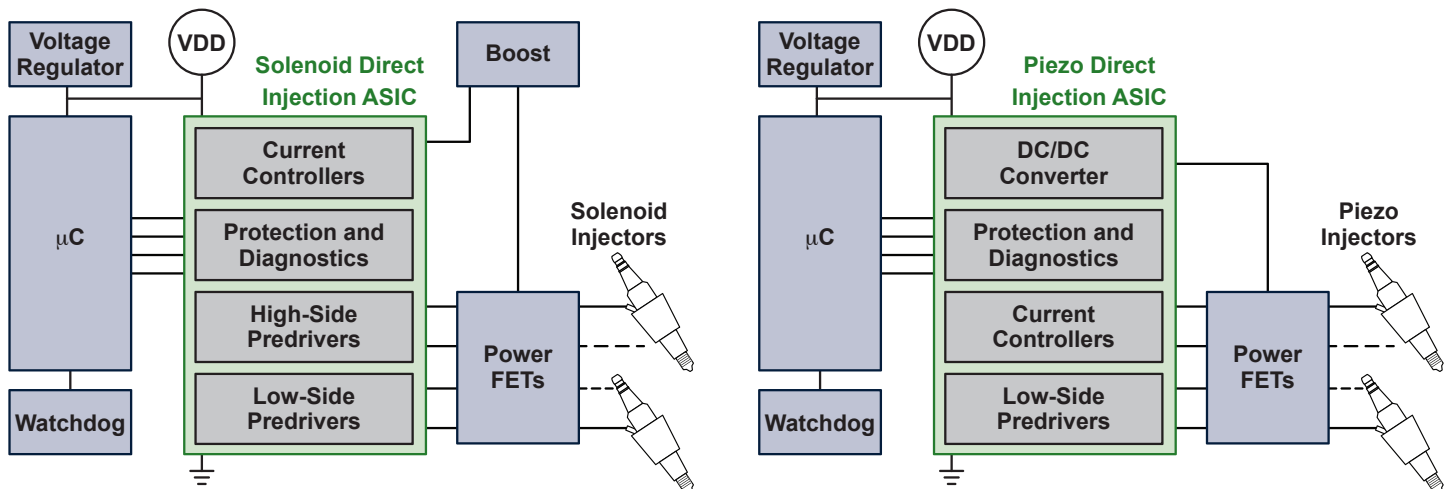 Voltage
Regulator
VDD
Solenoid Direct
Injection ASIC
Boost
μC
Current
Controllers
Protection and
Diagnostics
High-Side
Predrivers
Low-Side
Predrivers
Solenoid
Injectors
Power
FETs
Watchdog
Voltage
Regulator
VDD
Piezo Direct
Injection ASIC
μC
DC/DC
Converter
Protection and
Diagnostics
Current
Controllers
Low-Side
Predrivers
Piezo
Injectors
Power
FETs
Watchdog